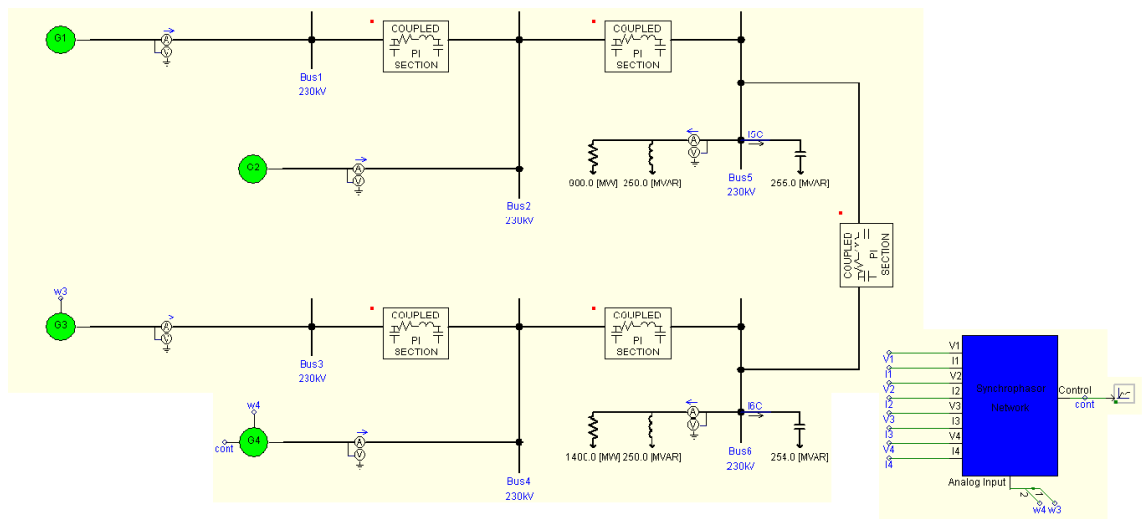 G1
COUPLED
PI
SECTION
COUPLED
PI
SECTION
A
V
Bus1
230kV
G2
A
V
Bus2
230kV
A
V
I5C
900.0 [MW]
250.0 [MVAR]
255.0 [MVAR]
Bus5
230kV
COUPLED
PI
SECTION
w3
G3
A
V
COUPLED
PI
SECTION
COUPLED
PI
SECTION
Bus3
230kV
w4
G4
cont
A
V
Bus4
230kV
A
V
I6C
1400.0 [MW]
250.0 [MVAR]
254.0 [MVAR]
Bus6
230kV
V1
V1
I1
I1
V2
V2
I2
I2
V3
V3
I3
I3
V4
V4
I4
I4
Network
Control
cont
Analog Input
2
1
w4
w3